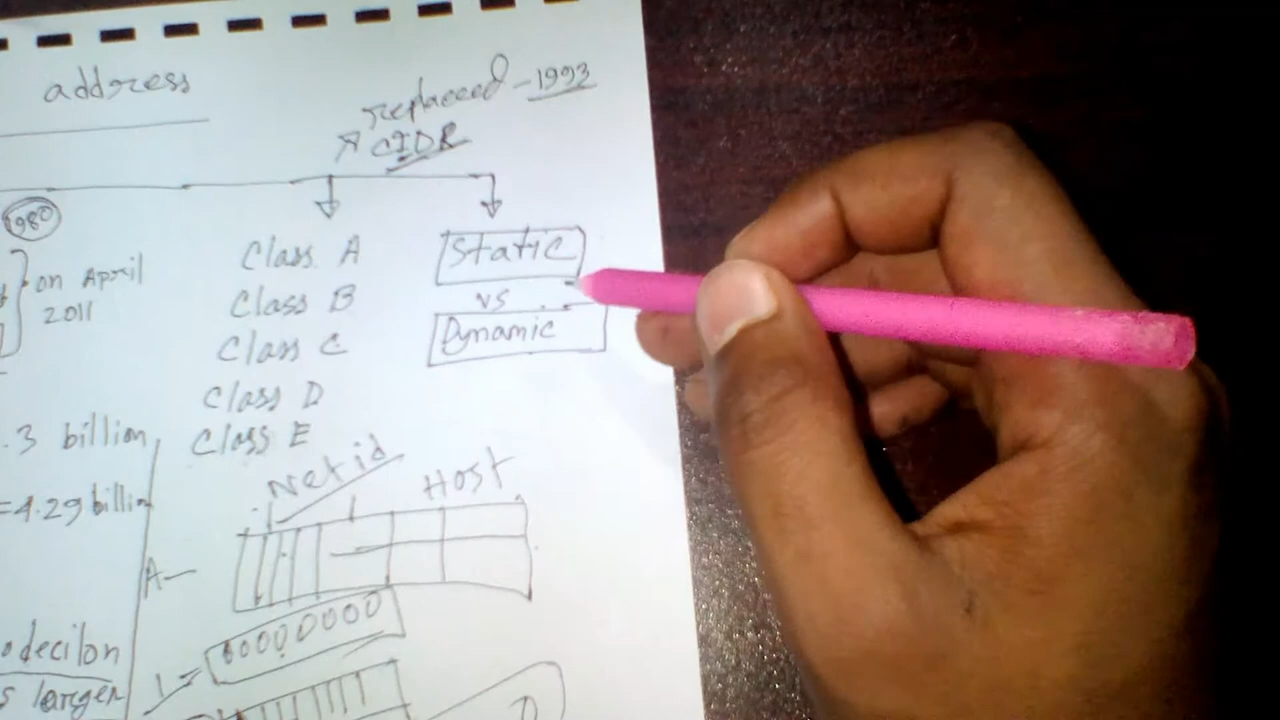 address
replaced - 1993
CIDR
1980
on April
2011
Class A
Class B
Class C
Class D
Class E
Static
vs
Dynamic
.3 billion
=4.29 billion
Net id
Host
A-
00000000
1
decilon
s larger